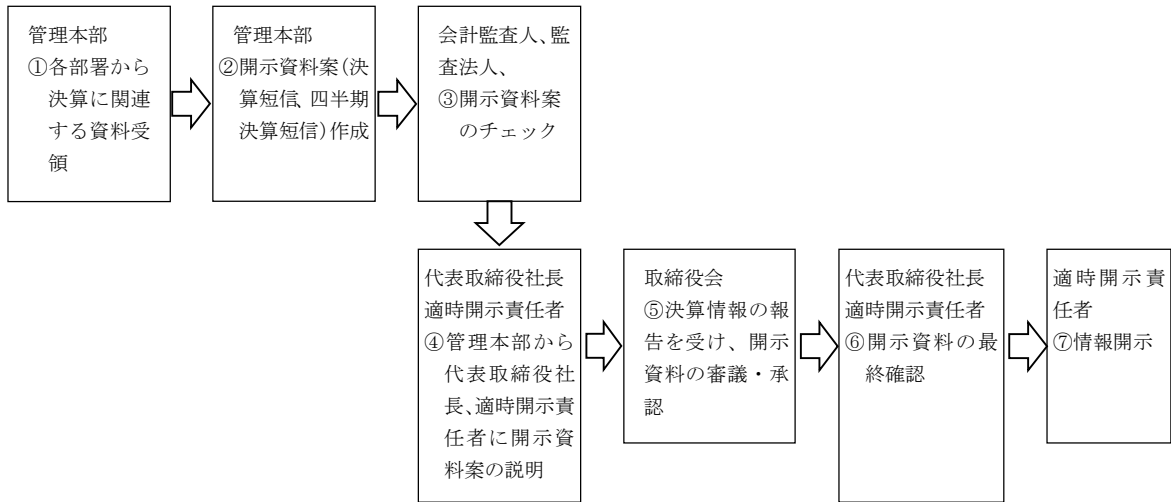 管理本部
①各部署から
決算に関連
する資料受
領
管理本部
②開示資料案(決
算短信、四半期
決算短信)作成
会計監査人、監
査法人、
③開示資料案
のチェック
代表取締役社長
適時開示責任者
④管理本部から
代表取締役社
長、適時開示責
任者に開示資
料案の説明
取締役会
⑤決算情報の報
告を受け、開示
資料の審議・承
認
代表取締役社長
適時開示責任者
⑥開示資料の最
終確認
適時開示責
任者
⑦情報開示